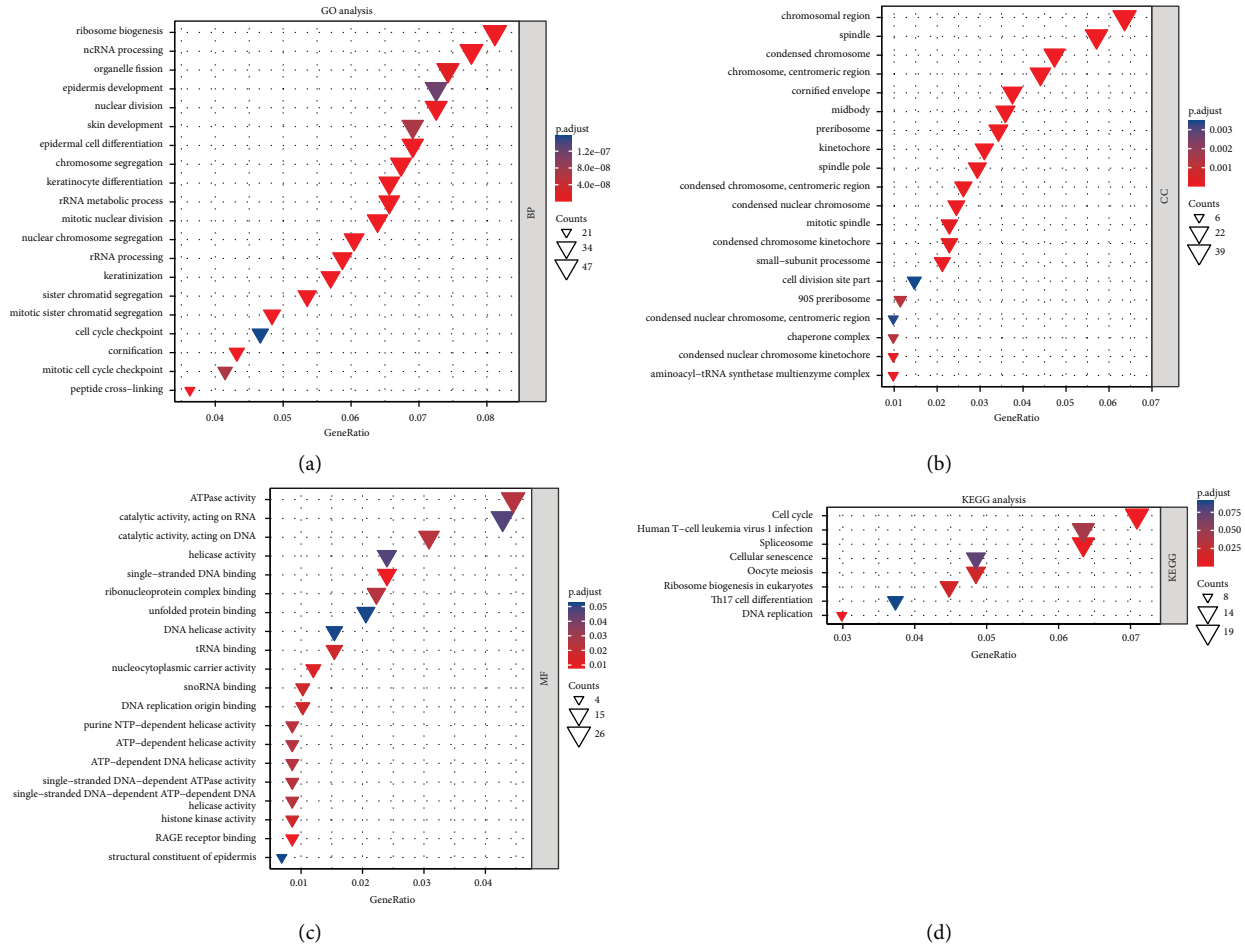 GO analysis
ribosome biogenesis
ncRNA processing
organelle fission
epidermis development
nuclear division
skin development
epidermal cell differentiation
chromosome segregation
keratinocyte differentiation
rRNA metabolic process
mitotic nuclear division
nuclear chromosome segregation
rRNA processing
keratinization
sister chromatid segregation
mitotic sister chromatid segregation
cell cycle checkpoint
cornification
mitotic cell cycle checkpoint
peptide cross−linking
0.04 0.05 0.06 0.07 0.08
GeneRatio
BP
p.adjust
1.2e−07
8.0e−08
4.0e−08
Counts
21
34
47
(a)
chromosomal region
spindle
condensed chromosome
chromosome, centromeric region
cornified envelope
midbody
preribosome
kinetochore
spindle pole
condensed chromosome, centromeric region
condensed nuclear chromosome
mitotic spindle
condensed chromosome kinetochore
small−subunit processome
cell division site part
90S preribosome
condensed nuclear chromosome, centromeric region
chaperone complex
condensed nuclear chromosome kinetochore
aminoacyl−tRNA synthetase multienzyme complex
0.01 0.02 0.03 0.04 0.05 0.06 0.07
GeneRatio
CC
p.adjust
0.003
0.002
0.001
Counts
6
22
39
(b)
ATPase activity
catalytic activity, acting on RNA
catalytic activity, acting on DNA
helicase activity
single−stranded DNA binding
ribonucleoprotein complex binding
unfolded protein binding
DNA helicase activity
tRNA binding
nucleocytoplasmic carrier activity
snoRNA binding
DNA replication origin binding
purine NTP−dependent helicase activity
ATP−dependent helicase activity
ATP−dependent DNA helicase activity
single−stranded DNA−dependent ATPase activity
single−stranded DNA−dependent ATP−dependent DNA
helicase activity
histone kinase activity
RAGE receptor binding
structural constituent of epidermis
0.01 0.02 0.03 0.04
GeneRatio
MF
p.adjust
0.05
0.04
0.03
0.02
0.01
Counts
4
15
26
(c)
KEGG analysis
Cell cycle
Human T−cell leukemia virus 1 infection
Spliceosome
Cellular senescence
Oocyte meiosis
Ribosome biogenesis in eukaryotes
Th17 cell differentiation
DNA replication
0.03 0.04 0.05 0.06 0.07
GeneRatio
KEGG
p.adjust
0.075
0.050
0.025
Counts
8
14
19
(d)